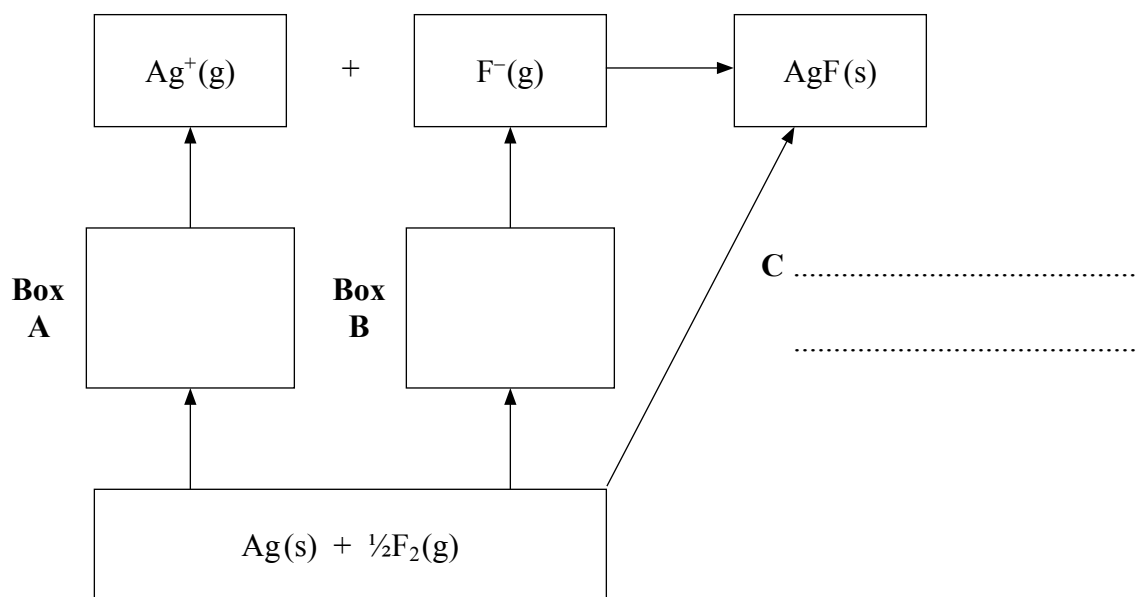 Ag⁺(g) + F⁻(g) AgF(s)
Box A
Box B
C ....................................
....................................
Ag(s) + ½F₂(g)